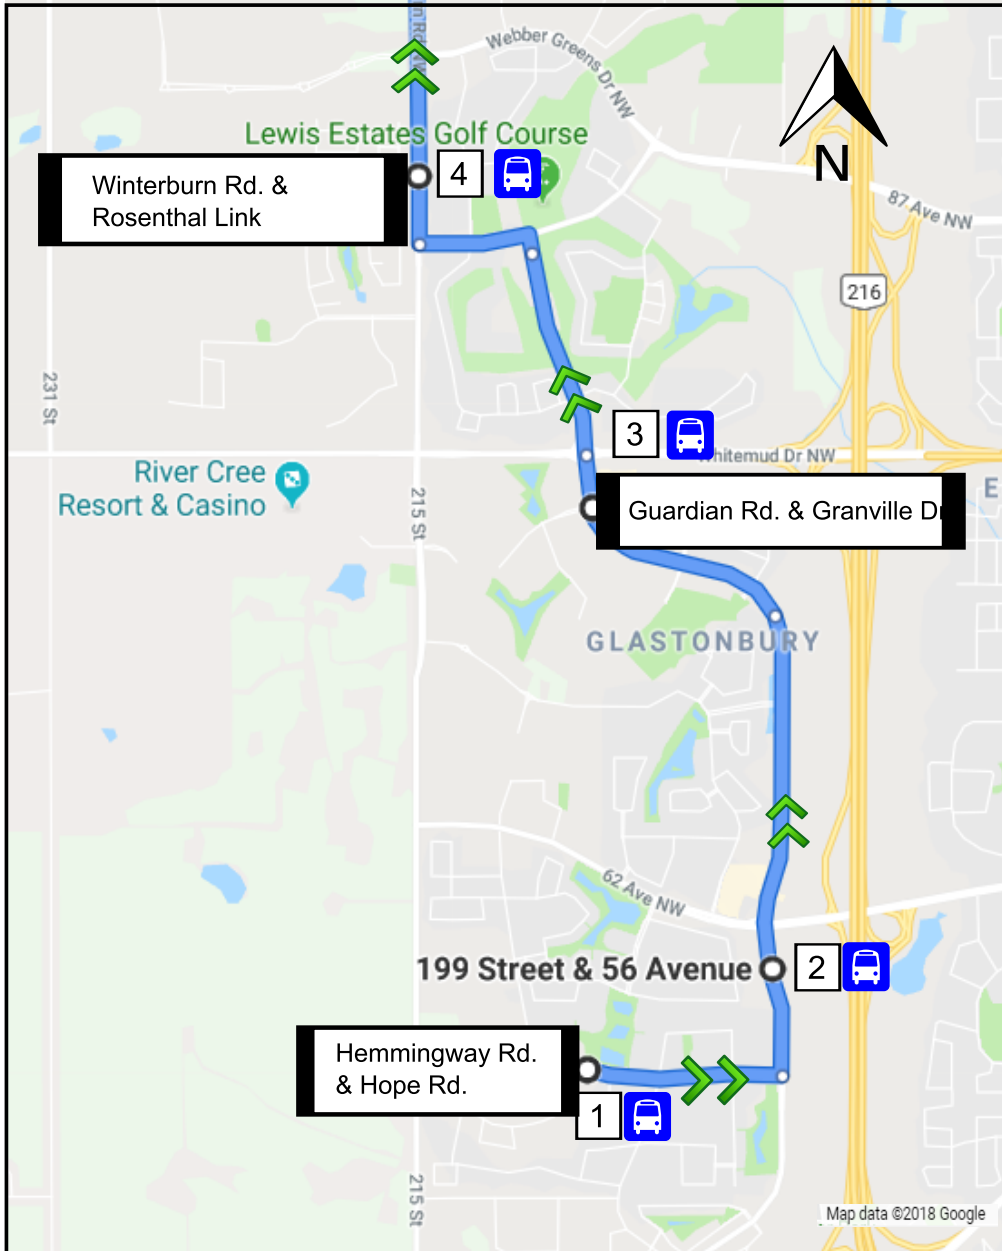 Webber Greens Dr NW
Lewis Estates Golf Course
N
4
Winterburn Rd. &
Rosenthal Link
87 Ave NW
216
231 St
3
Whitemud Dr NW
River Cree
Resort & Casino
215 St
Guardian Rd. & Granville
E
GLASTONBURY
62 Ave NW
199 Street & 56 Avenue
2
Hemmingway Rd.
& Hope Rd.
1
215 St
Map data ©2018 Google